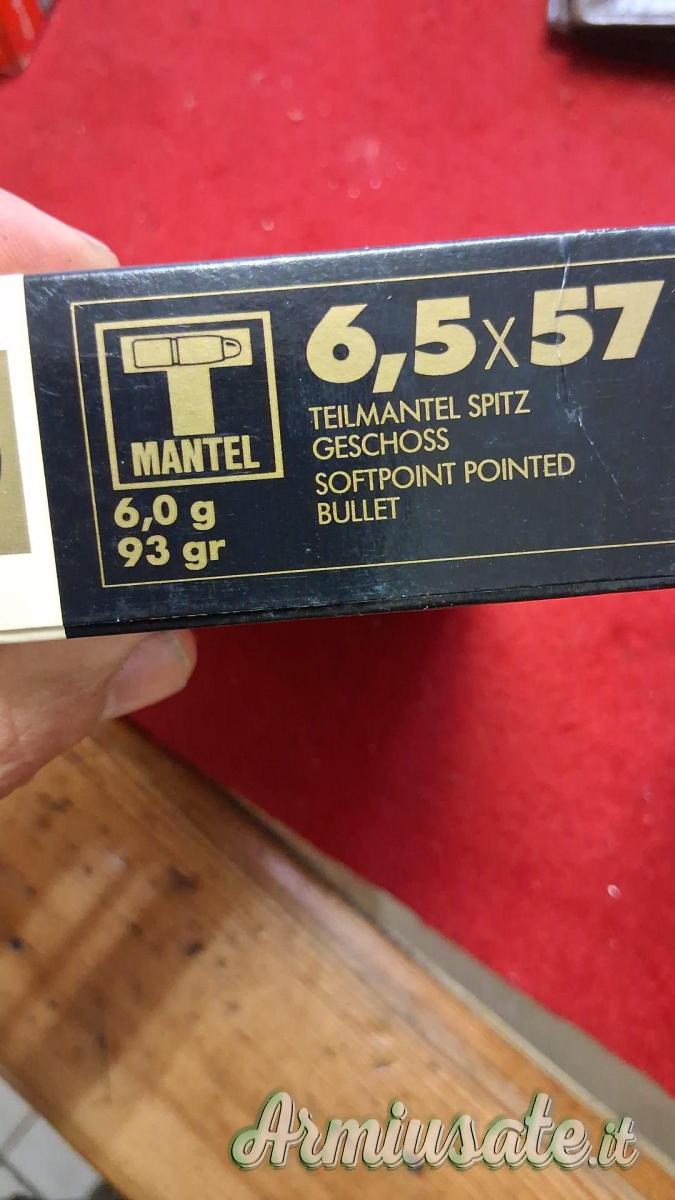 T
MANTEL
6,0 g
93 gr
6,5x57
TEILMANTEL SPITZ
GESCHOSS
SOFTPOINT POINTED
BULLET
Armiusate.it